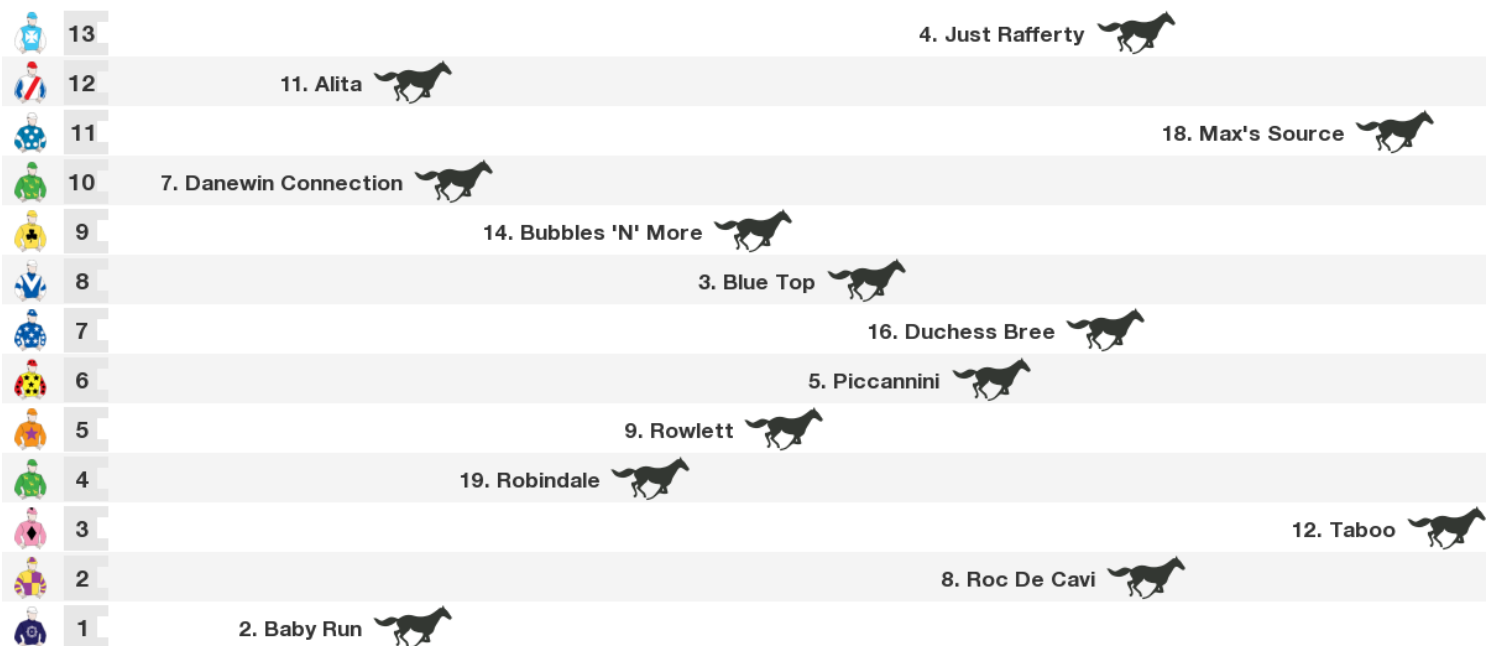 13 4. Just Rafferty
12 11. Alita
11 18. Max's Source
10 7. Danewin Connection
9 14. Bubbles 'N' More
8 3. Blue Top
7 16. Duchess Bree
6 5. Piccannini
5 9. Rowlett
4 19. Robindale
3 12. Taboo
2 8. Roc De Cavi
1 2. Baby Run